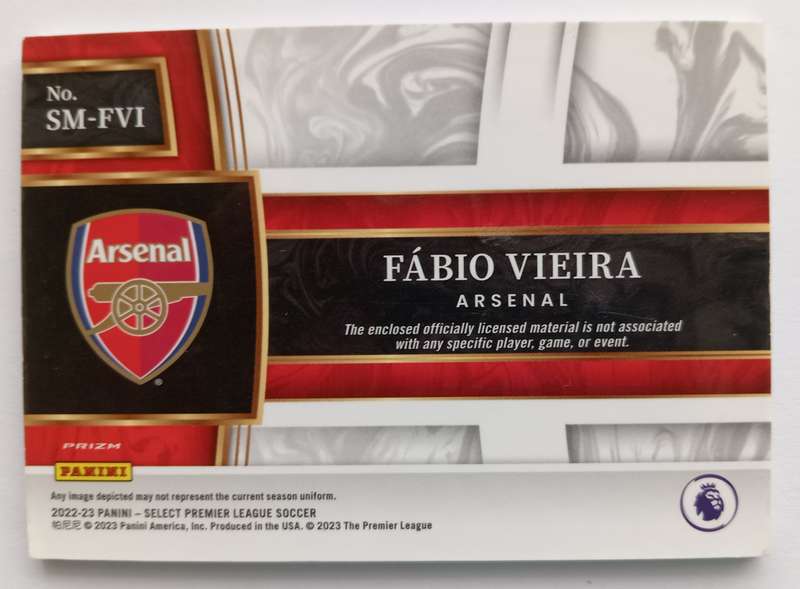 No.
SM-FVI
Arsenal
FÁBIO VIEIRA
ARSENAL
The enclosed officially licensed material is not associated
with any specific player, game, or event.
PRIZM
PANINI
Any image depicted may not represent the current season uniform.
2022-23 PANINI – SELECT PREMIER LEAGUE SOCCER
帕尼尼 © 2023 Panini America, Inc. Produced in the USA. © 2023 The Premier League